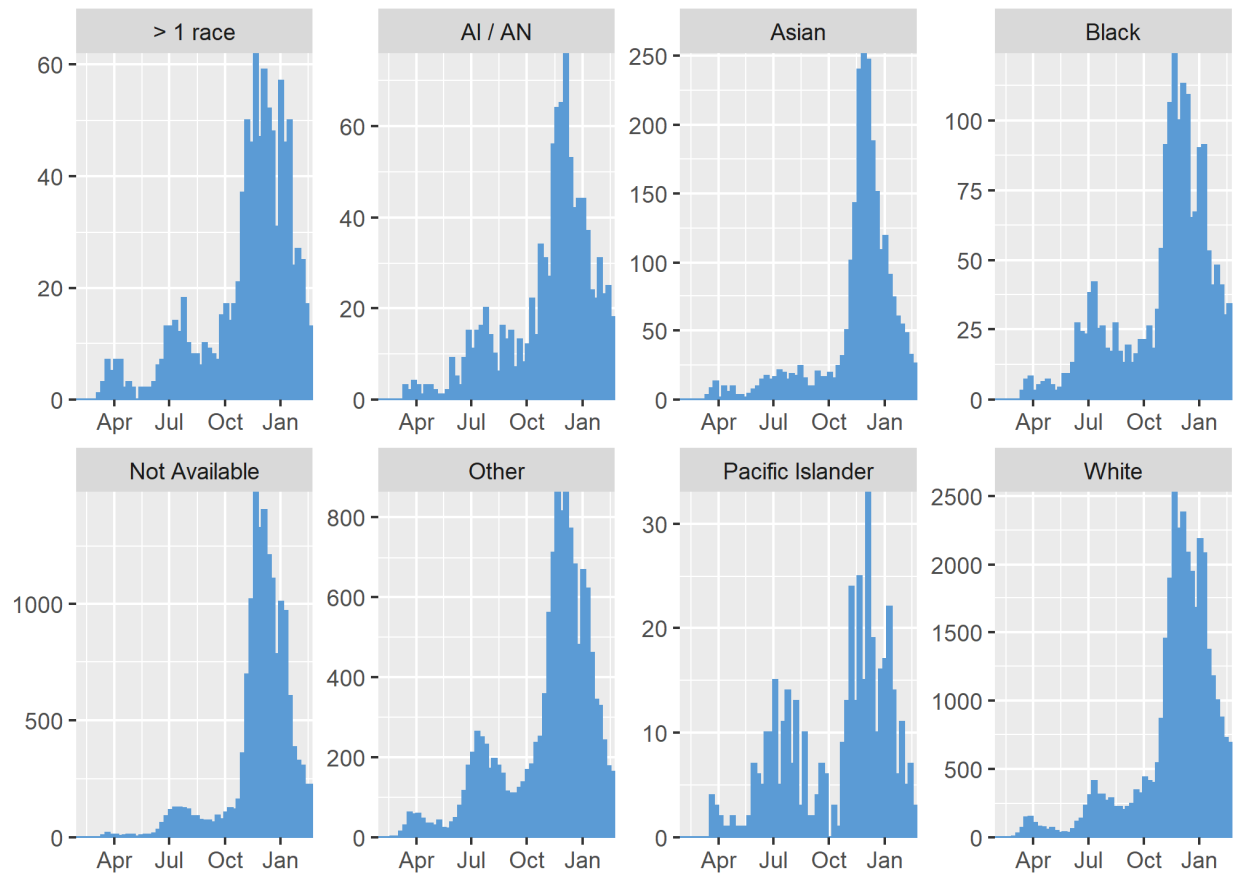 > 1 race
AI / AN
Asian
Black
60
40
20
0
60
40
20
0
250
200
150
100
50
0
100
75
50
25
0
Apr Jul Oct Jan
Apr Jul Oct Jan
Apr Jul Oct Jan
Apr Jul Oct Jan
Not Available
Other
Pacific Islander
White
1000
500
0
800
600
400
200
0
30
20
10
0
2500
2000
1500
1000
500
0
Apr Jul Oct Jan
Apr Jul Oct Jan
Apr Jul Oct Jan
Apr Jul Oct Jan